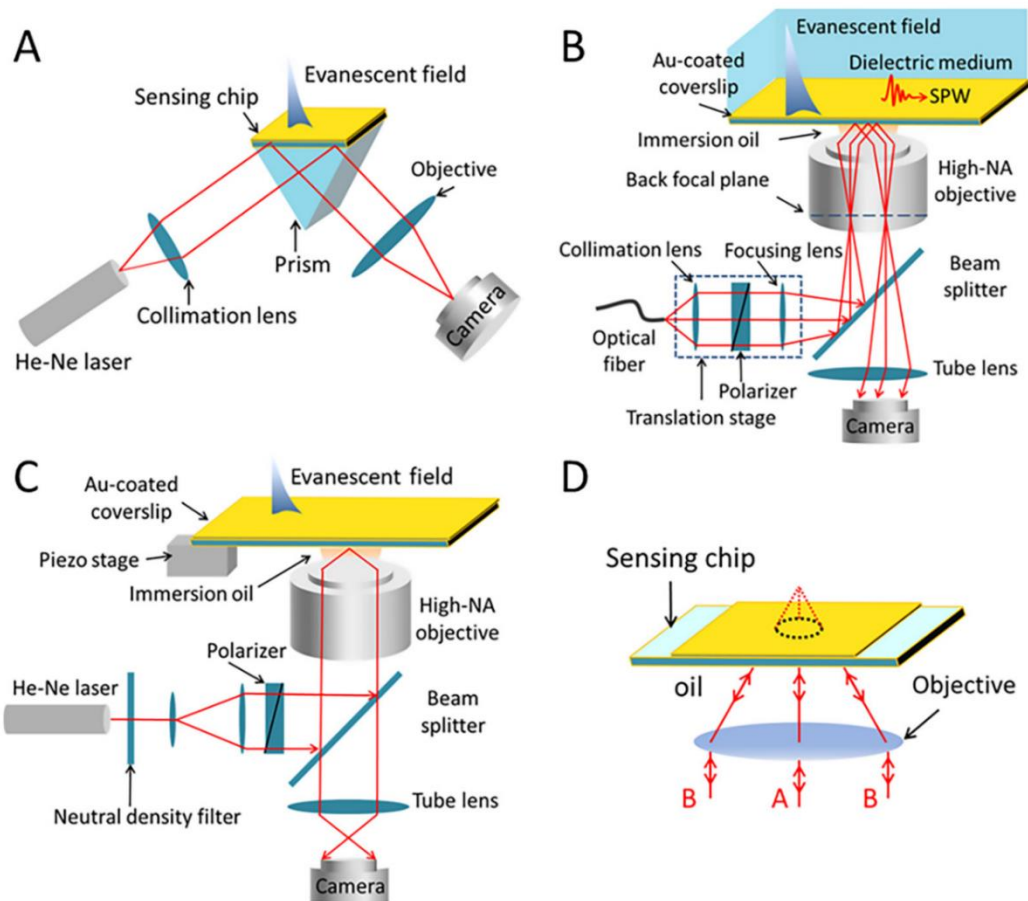 A
Evanescent field
Sensing chip
Objective
Prism
Collimation lens
Camera
He-Ne laser
B
Evanescent field
Au-coated
coverslip
Dielectric medium
SPW
Immersion oil
High-NA
objective
Back focal plane
Collimation lens
Focusing lens
Beam
splitter
Optical
fiber
Polarizer
Tube lens
Translation stage
Camera
C
Evanescent field
Au-coated
coverslip
Piezo stage
Immersion oil
High-NA
objective
Polarizer
He-Ne laser
Beam
splitter
Neutral density filter
Tube lens
Camera
D
Sensing chip
oil
Objective
B
A
B